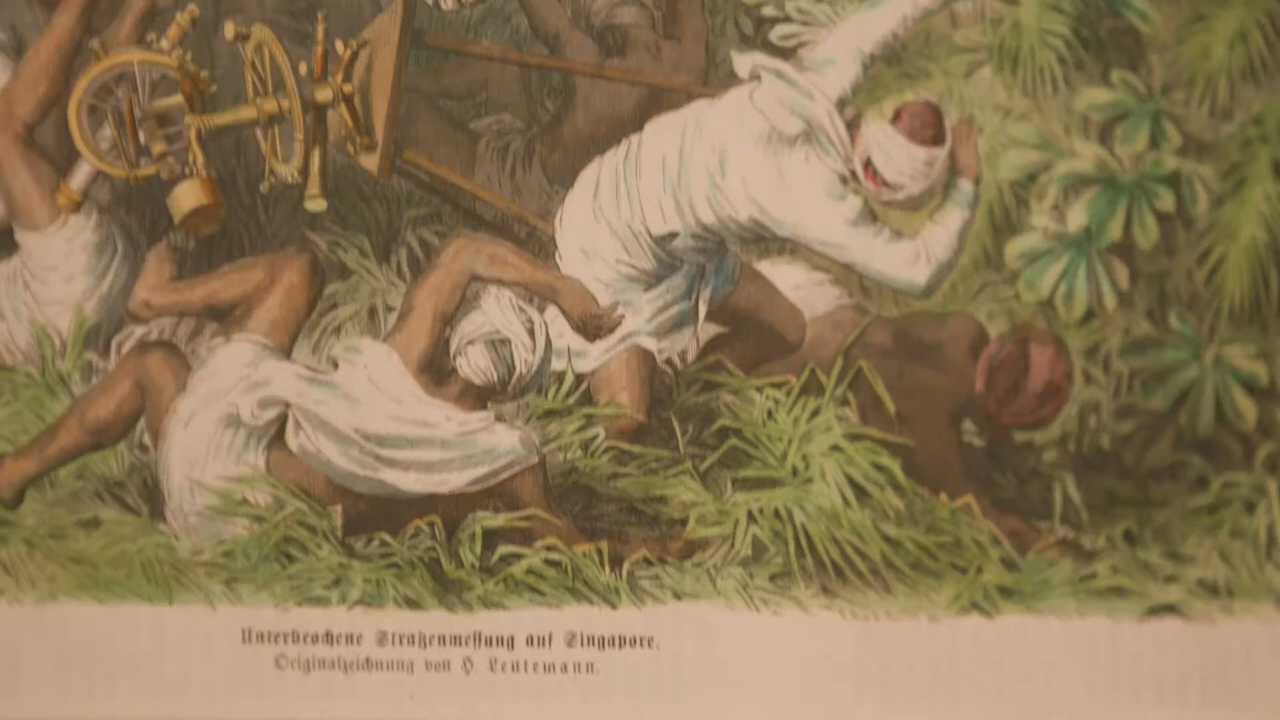 Unterbrochene Straßenmessung auf Singapore.
Originalzeichnung von H. Leutemann.